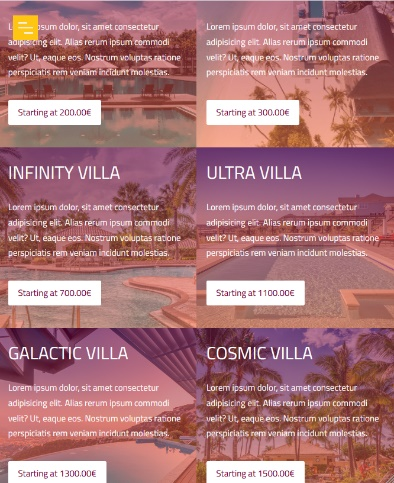 ipsum dolor, sit amet consectetur
adipisicing elit. Alias rerum ipsum commodi
velit? Ut, eaque eos. Nostrum voluptas ratione
perspiciatis rem veniam incidunt molestias.
Starting at 200.00€
Lorem ipsum dolor, sit amet consectetur
adipisicing elit. Alias rerum ipsum commodi
velit? Ut, eaque eos. Nostrum voluptas ratione
perspiciatis rem veniam incidunt molestias.
Starting at 300.00€
INFINITY VILLA
Lorem ipsum dolor, sit amet consectetur
adipisicing elit. Alias rerum ipsum commodi
velit? Ut, eaque eos. Nostrum voluptas ratione
perspiciatis rem veniam incidunt molestias.
Starting at 700.00€
ULTRA VILLA
Lorem ipsum dolor, sit amet consectetur
adipisicing elit. Alias rerum ipsum commodi
velit? Ut, eaque eos. Nostrum voluptas ratione
perspiciatis rem veniam incidunt molestias.
Starting at 1100.00€
GALACTIC VILLA
Lorem ipsum dolor, sit amet consectetur
adipisicing elit. Alias rerum ipsum commodi
velit? Ut, eaque eos. Nostrum voluptas ratione
perspiciatis rem veniam incidunt molestias.
Starting at 1300.00€
COSMIC VILLA
Lorem ipsum dolor, sit amet consectetur
adipisicing elit. Alias rerum ipsum commodi
velit? Ut, eaque eos. Nostrum voluptas ratione
perspiciatis rem veniam incidunt molestias.
Starting at 1500.00€